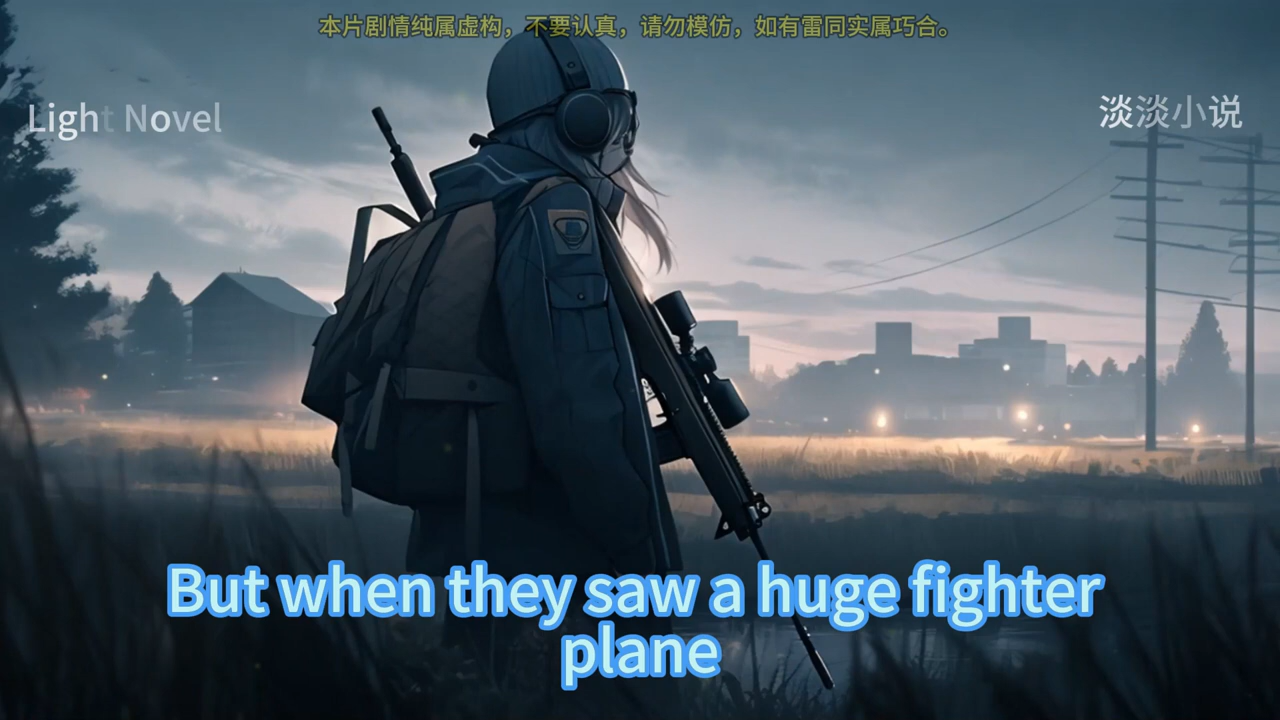 本片剧情纯属虚构，不要认真，请勿模仿，如有雷同实属巧合。
Light Novel
淡淡小说
But when they saw a huge fighter
plane